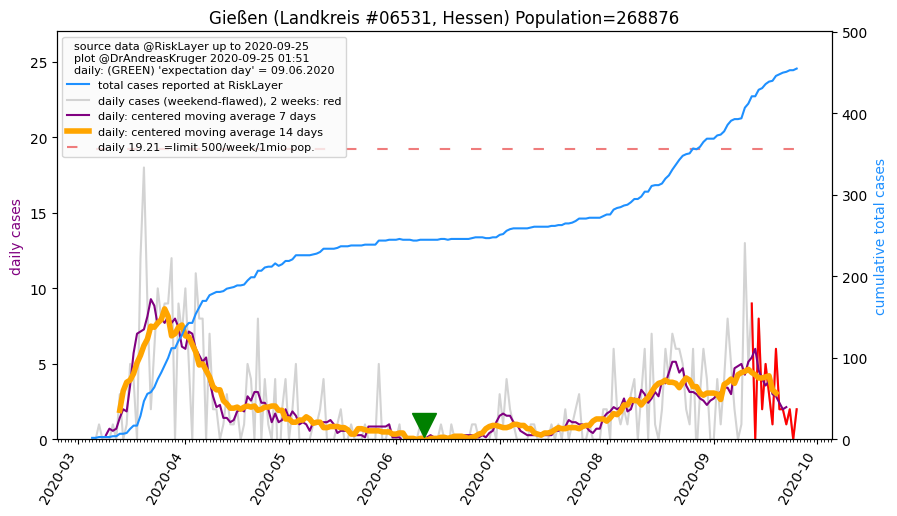 Gießen (Landkreis #06531, Hessen) Population=268876
source data @RiskLayer up to 2020-09-25
plot @DrAndreasKruger 2020-09-25 01:51
daily: (GREEN) 'expectation day' = 09.06.2020
total cases reported at RiskLayer
daily cases (weekend-flawed), 2 weeks: red
daily: centered moving average 7 days
daily: centered moving average 14 days
daily 19.21 =limit 500/week/1mio pop.
daily cases
25
20
15
10
5
0
cumulative total cases
500
400
300
200
100
0
2020-03
2020-04
2020-05
2020-06
2020-07
2020-08
2020-09
2020-10